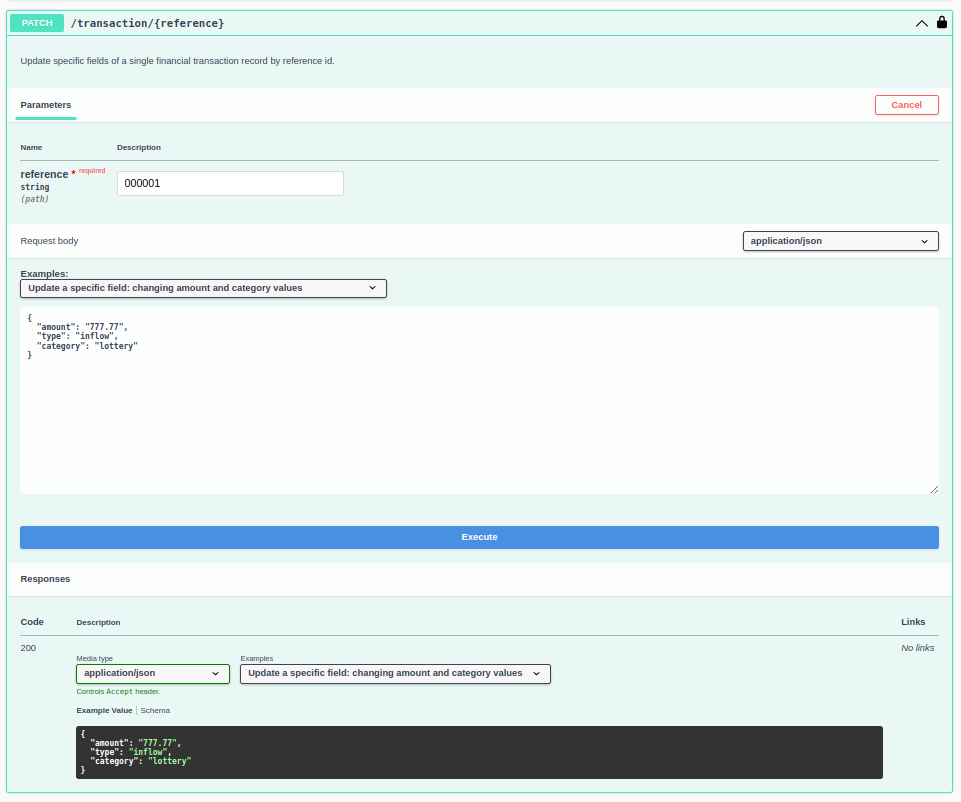 PATCH /transaction/{reference}
Update specific fields of a single financial transaction record by reference id.
Parameters Cancel
Name Description
reference * required
string
(path)
000001
Request body application/json
Examples:
Update a specific field: changing amount and category values
{
  "amount": "777.77",
  "type": "inflow",
  "category": "lottery"
}
Execute
Responses
Code Description Links
200 No links
Media type Examples
application/json Update a specific field: changing amount and category values
Controls Accept header.
Example Value Schema
{
  "amount": "777.77",
  "type": "inflow",
  "category": "lottery"
}